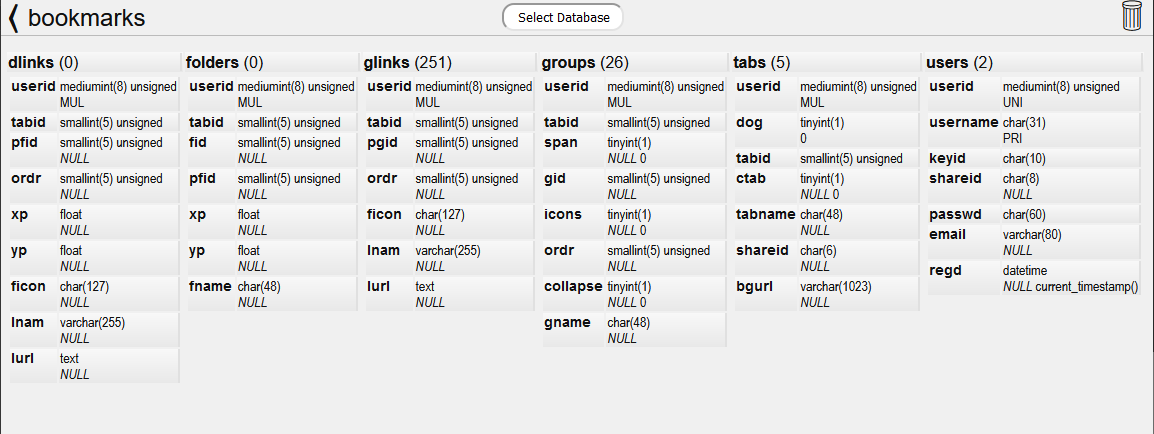 ⟨ bookmarks
Select Database
dlinks (0)
userid mediumint(8) unsigned
MUL
tabid smallint(5) unsigned
pfid smallint(5) unsigned
NULL
ordr smallint(5) unsigned
NULL
xp float
NULL
yp float
NULL
ficon char(127)
NULL
lnam varchar(255)
NULL
lurl text
NULL
folders (0)
userid mediumint(8) unsigned
MUL
tabid smallint(5) unsigned
fid smallint(5) unsigned
NULL
pfid smallint(5) unsigned
NULL
xp float
NULL
yp float
NULL
fname char(48)
NULL
glinks (251)
userid mediumint(8) unsigned
MUL
tabid smallint(5) unsigned
pgid smallint(5) unsigned
NULL
ordr smallint(5) unsigned
NULL
ficon char(127)
NULL
lnam varchar(255)
NULL
lurl text
NULL
groups (26)
userid mediumint(8) unsigned
MUL
tabid smallint(5) unsigned
span tinyint(1)
NULL 0
gid smallint(5) unsigned
NULL
icons tinyint(1)
NULL 0
ordr smallint(5) unsigned
NULL
collapse tinyint(1)
NULL 0
gname char(48)
NULL
tabs (5)
userid mediumint(8) unsigned
MUL
dog tinyint(1)
0
tabid smallint(5) unsigned
ctab tinyint(1)
NULL 0
tabname char(48)
NULL
shareid char(6)
NULL
bgurl varchar(1023)
NULL
users (2)
userid mediumint(8) unsigned
UNI
username char(31)
PRI
keyid char(10)
shareid char(8)
NULL
passwd char(60)
email varchar(80)
NULL
regd datetime
NULL current_timestamp()